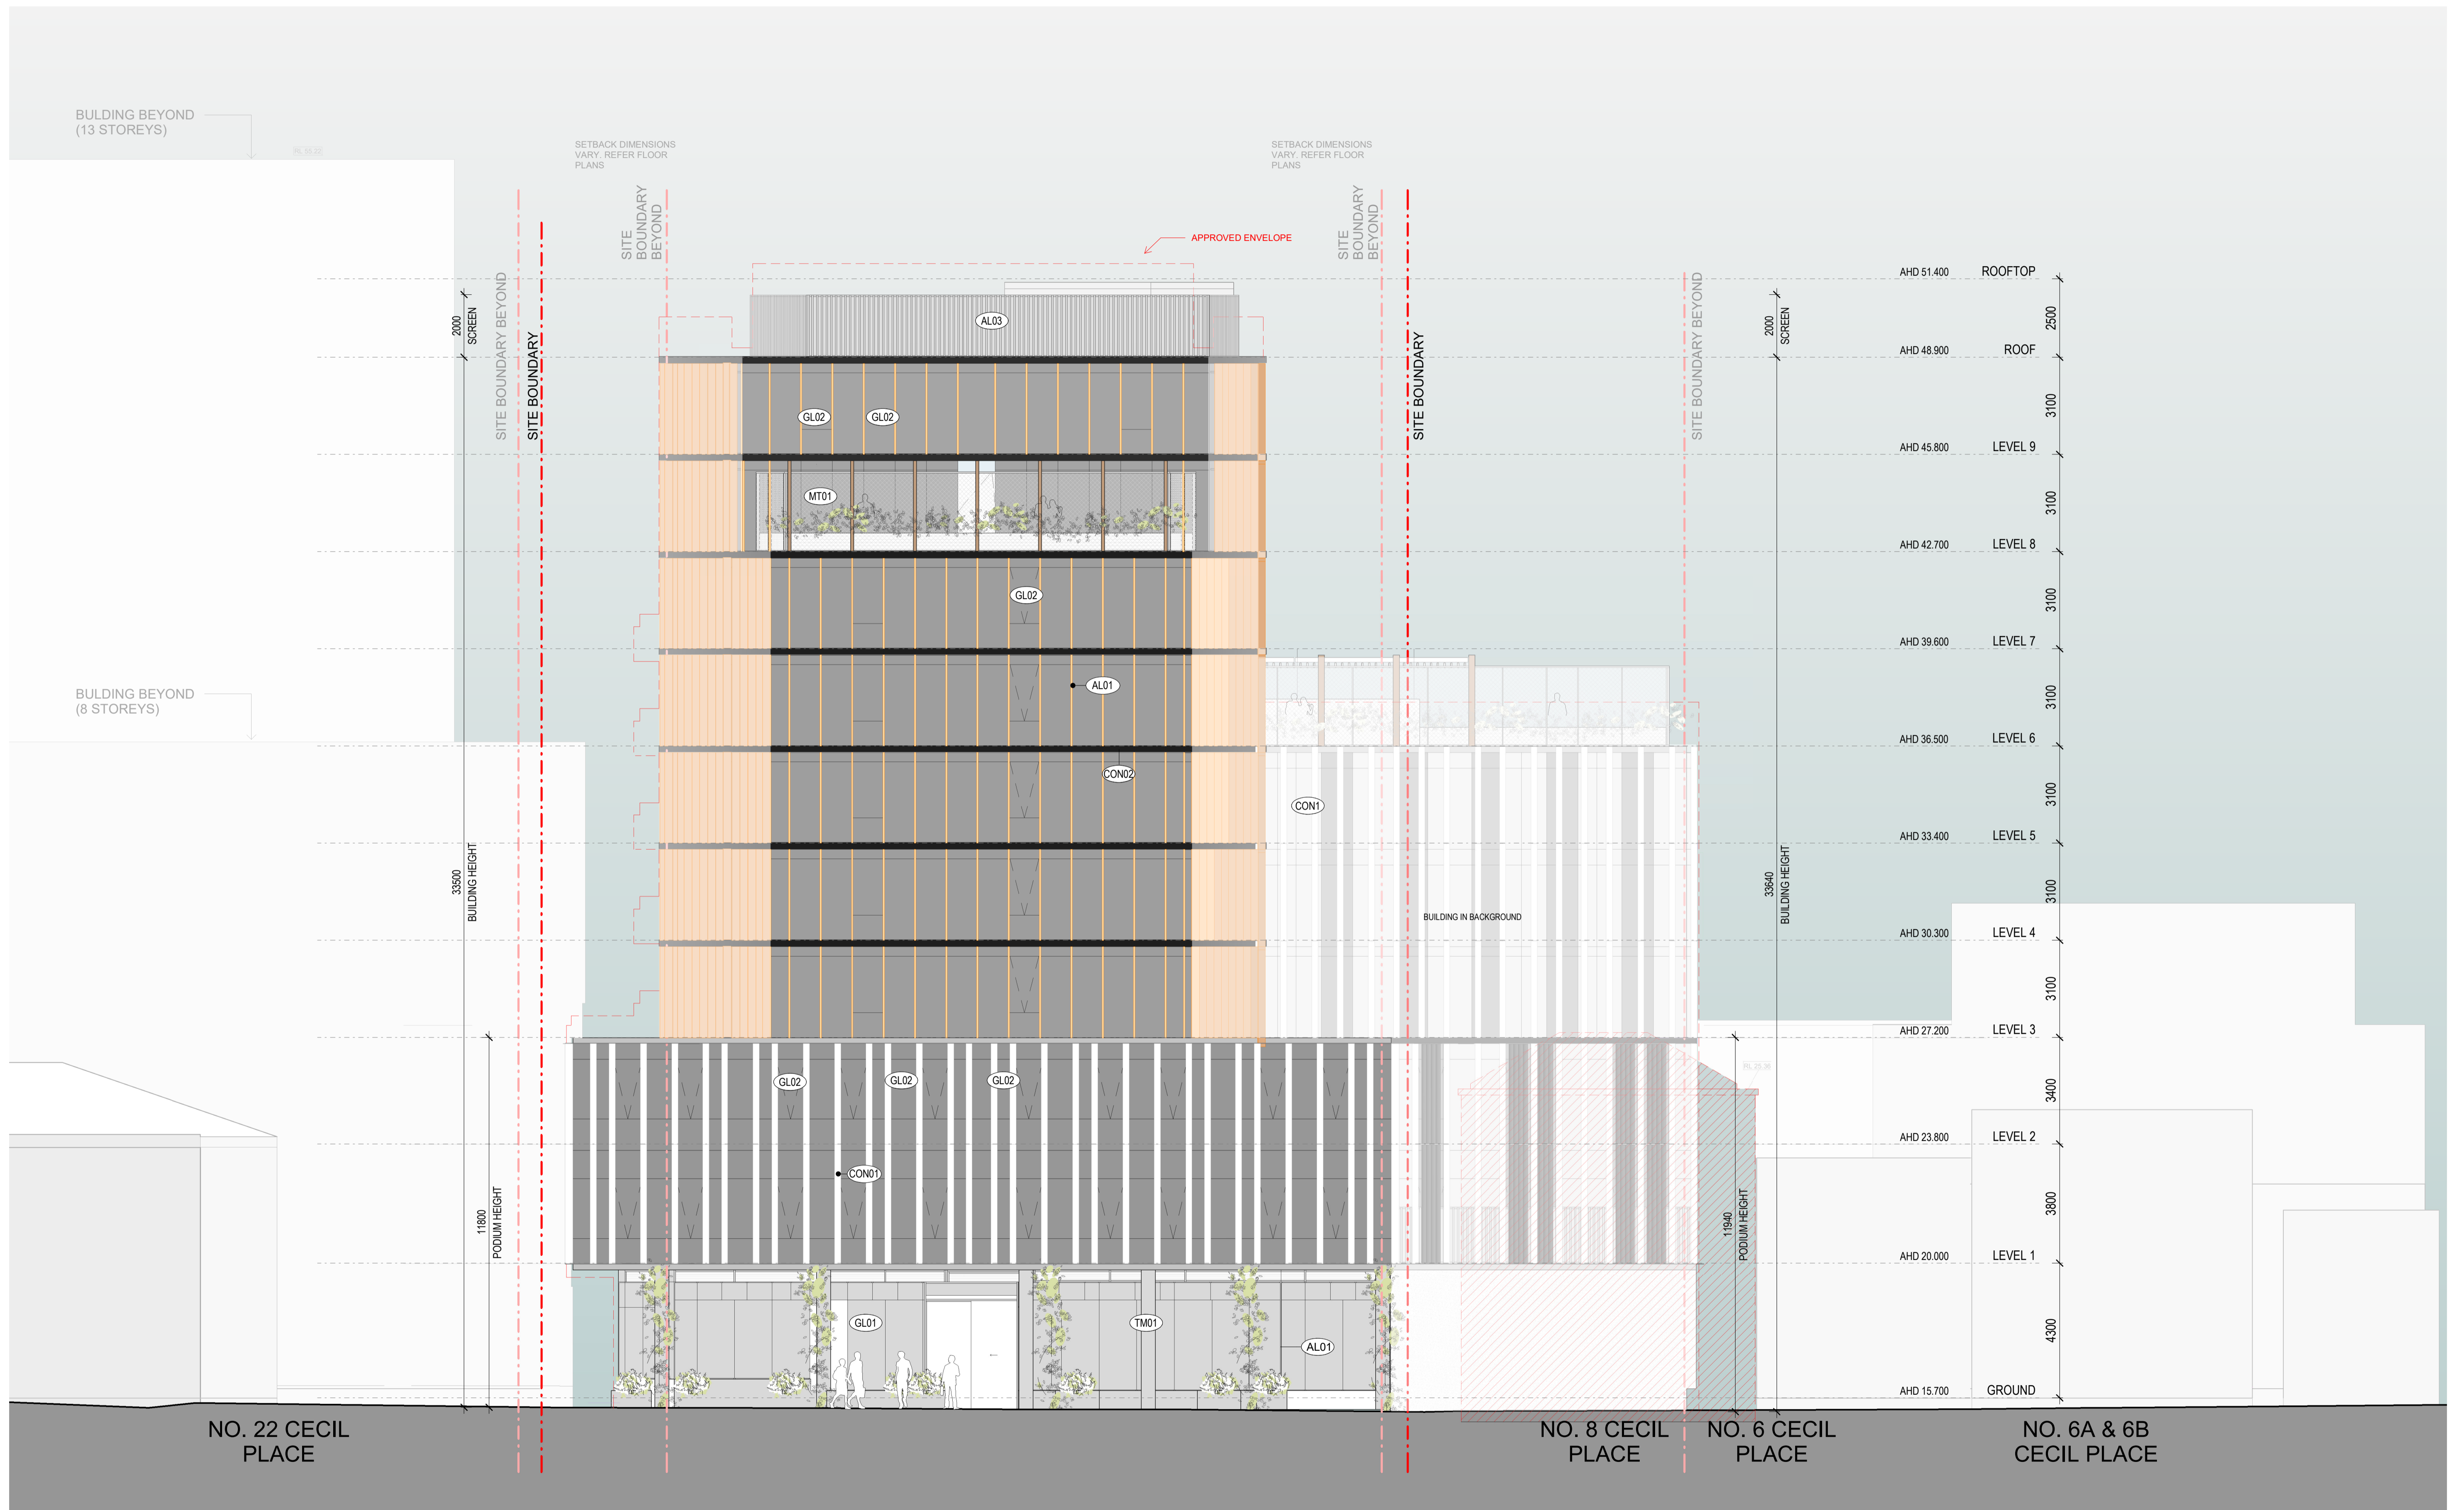 BULDING BEYOND
(13 STOREYS)
SETBACK DIMENSIONS
VARY. REFER FLOOR
PLANS
SETBACK DIMENSIONS
VARY. REFER FLOOR
PLANS
SITE
BOUNDARY
BEYOND
SITE
BOUNDARY
BEYOND
APPROVED ENVELOPE
SITE BOUNDARY BEYOND
SITE BOUNDARY
SITE BOUNDARY
SITE BOUNDARY BEYOND
AHD 51.400 ROOFTOP
2000
SCREEN
AL03
2000
SCREEN
2500
AHD 48.900 ROOF
GL02
GL02
3100
AHD 45.800 LEVEL 9
MT01
3100
AHD 42.700 LEVEL 8
GL02
3100
AHD 39.600 LEVEL 7
BULDING BEYOND
(8 STOREYS)
AL01
3100
AHD 36.500 LEVEL 6
CON02
CON1
3100
AHD 33.400 LEVEL 5
33500
BUILDING HEIGHT
33640
BUILDING HEIGHT
3100
BUILDING IN BACKGROUND
AHD 30.300 LEVEL 4
3100
AHD 27.200 LEVEL 3
GL02
GL02
GL02
RL 25.36
3400
AHD 23.800 LEVEL 2
CON01
11800
PODIUM HEIGHT
11940
PODIUM HEIGHT
3800
AHD 20.000 LEVEL 1
GL01
TM01
AL01
4300
AHD 15.700 GROUND
NO. 22 CECIL
PLACE
NO. 8 CECIL
PLACE
NO. 6 CECIL
PLACE
NO. 6A & 6B
CECIL PLACE